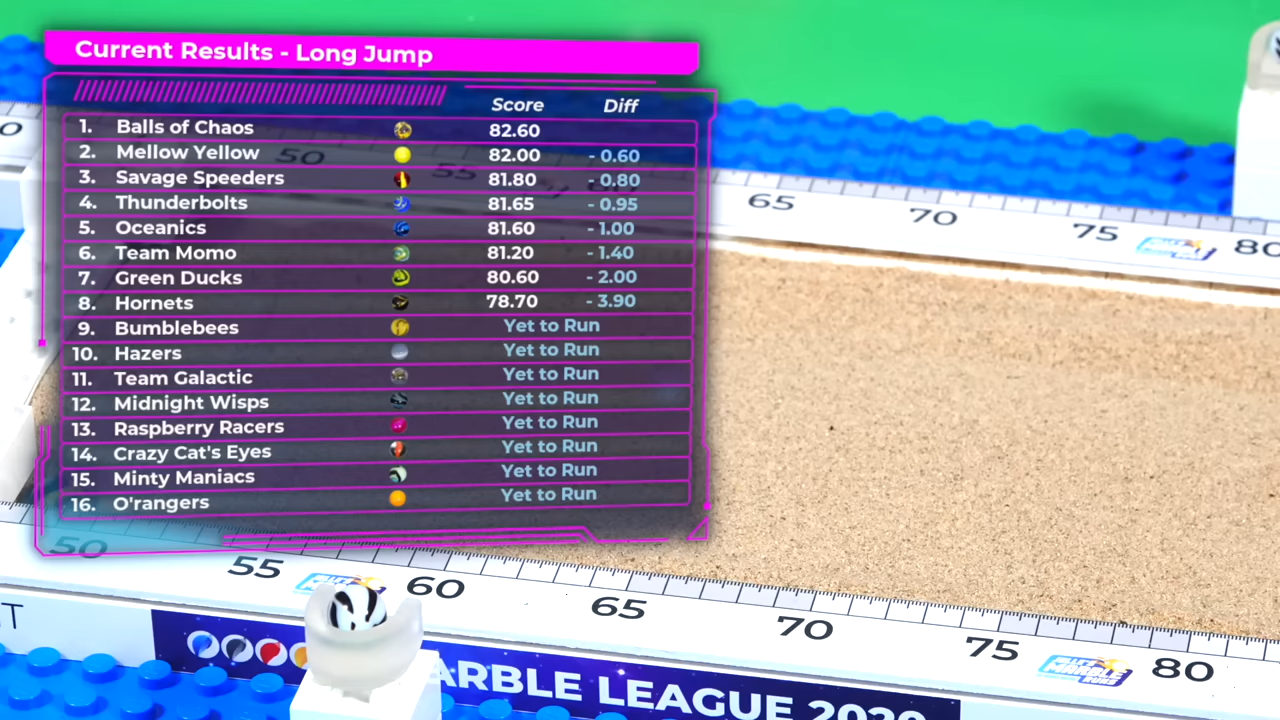 Current Results - Long Jump
Score Diff
1. Balls of Chaos 82.60
2. Mellow Yellow 82.00 - 0.60
3. Savage Speeders 81.80 - 0.80
4. Thunderbolts 81.65 - 0.95
5. Oceanics 81.60 - 1.00
6. Team Momo 81.20 - 1.40
7. Green Ducks 80.60 - 2.00
8. Hornets 78.70 - 3.90
9. Bumblebees Yet to Run
10. Hazers Yet to Run
11. Team Galactic Yet to Run
12. Midnight Wisps Yet to Run
13. Raspberry Racers Yet to Run
14. Crazy Cat's Eyes Yet to Run
15. Minty Maniacs Yet to Run
16. O'rangers Yet to Run
50 55 65 70 75 80
50 55 60 65 70 75 80
ARBLE LEAGUE 2020